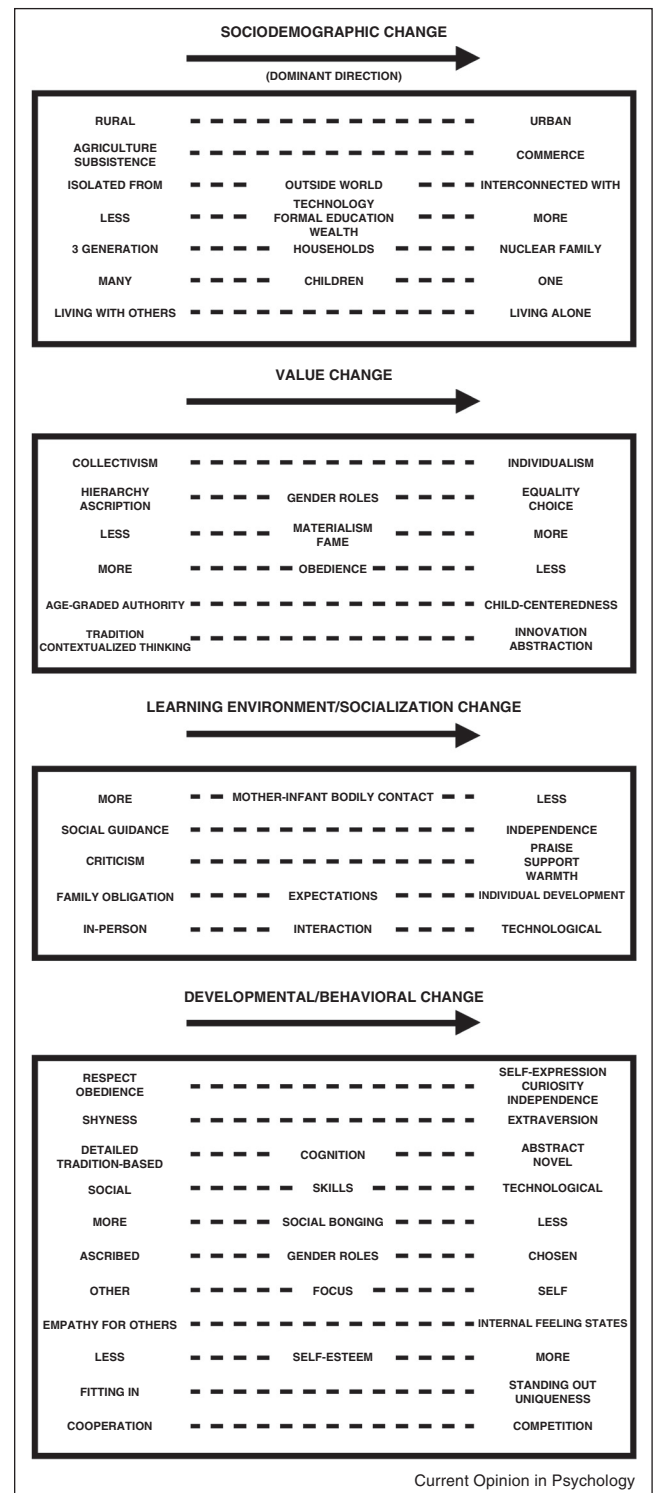 SOCIODEMOGRAPHIC CHANGE
(DOMINANT DIRECTION)
RURAL URBAN
AGRICULTURE
SUBSISTENCE COMMERCE
ISOLATED FROM OUTSIDE WORLD INTERCONNECTED WITH
TECHNOLOGY
LESS FORMAL EDUCATION MORE
WEALTH
3 GENERATION HOUSEHOLDS NUCLEAR FAMILY
MANY CHILDREN ONE
LIVING WITH OTHERS LIVING ALONE
VALUE CHANGE
COLLECTIVISM INDIVIDUALISM
HIERARCHY EQUALITY
ASCRIPTION GENDER ROLES CHOICE
LESS MATERIALISM MORE
FAME
MORE OBEDIENCE LESS
AGE-GRADED AUTHORITY CHILD-CENTEREDNESS
TRADITION INNOVATION
CONTEXTUALIZED THINKING ABSTRACTION
LEARNING ENVIRONMENT/SOCIALIZATION CHANGE
MORE MOTHER-INFANT BODILY CONTACT LESS
SOCIAL GUIDANCE INDEPENDENCE
PRAISE
CRITICISM SUPPORT
WARMTH
FAMILY OBLIGATION EXPECTATIONS INDIVIDUAL DEVELOPMENT
IN-PERSON INTERACTION TECHNOLOGICAL
DEVELOPMENTAL/BEHAVIORAL CHANGE
RESPECT SELF-EXPRESSION
OBEDIENCE CURIOSITY
INDEPENDENCE
SHYNESS EXTRAVERSION
DETAILED ABSTRACT
TRADITION-BASED COGNITION NOVEL
SOCIAL SKILLS TECHNOLOGICAL
MORE SOCIAL BONGING LESS
ASCRIBED GENDER ROLES CHOSEN
OTHER FOCUS SELF
EMPATHY FOR OTHERS INTERNAL FEELING STATES
LESS SELF-ESTEEM MORE
FITTING IN STANDING OUT
UNIQUENESS
COOPERATION COMPETITION
Current Opinion in Psychology